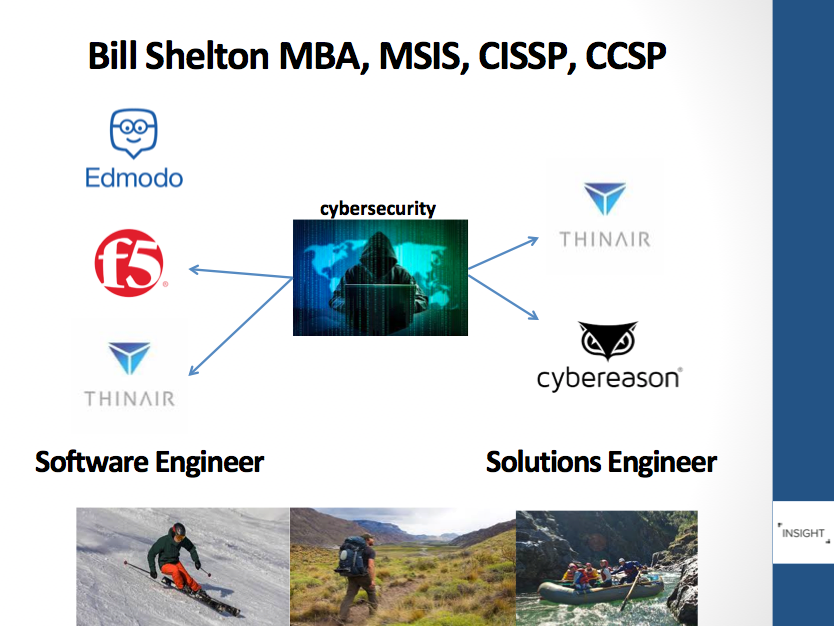 Bill Shelton MBA, MSIS, CISSP, CCSP
Edmodo
cybersecurity
THINAIR
f5®
cybereason®
THINAIR
Software Engineer
Solutions Engineer
INSIGHT